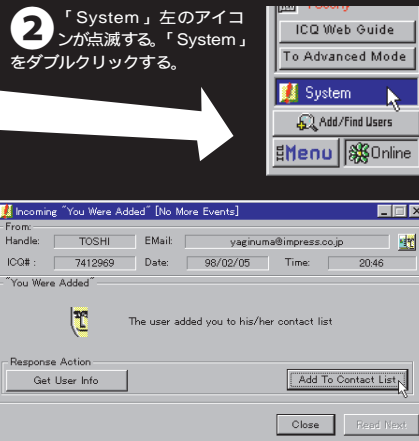 2 「System」左のアイコ
ンが点滅する。「System」
をダブルクリックする。
ICQ Web Guide
To Advanced Mode
System
Add/Find Users
Menu Online
Incoming "You Were Added" [No More Events]
From:
Handle: TOSHI EMail: yaginuma@impress.co.jp
ICQ# : 7412969 Date: 98/02/05 Time: 20:46
"You Were Added"
The user added you to his/her contact list
Response Action
Get User Info Add To Contact List
Close Read Next